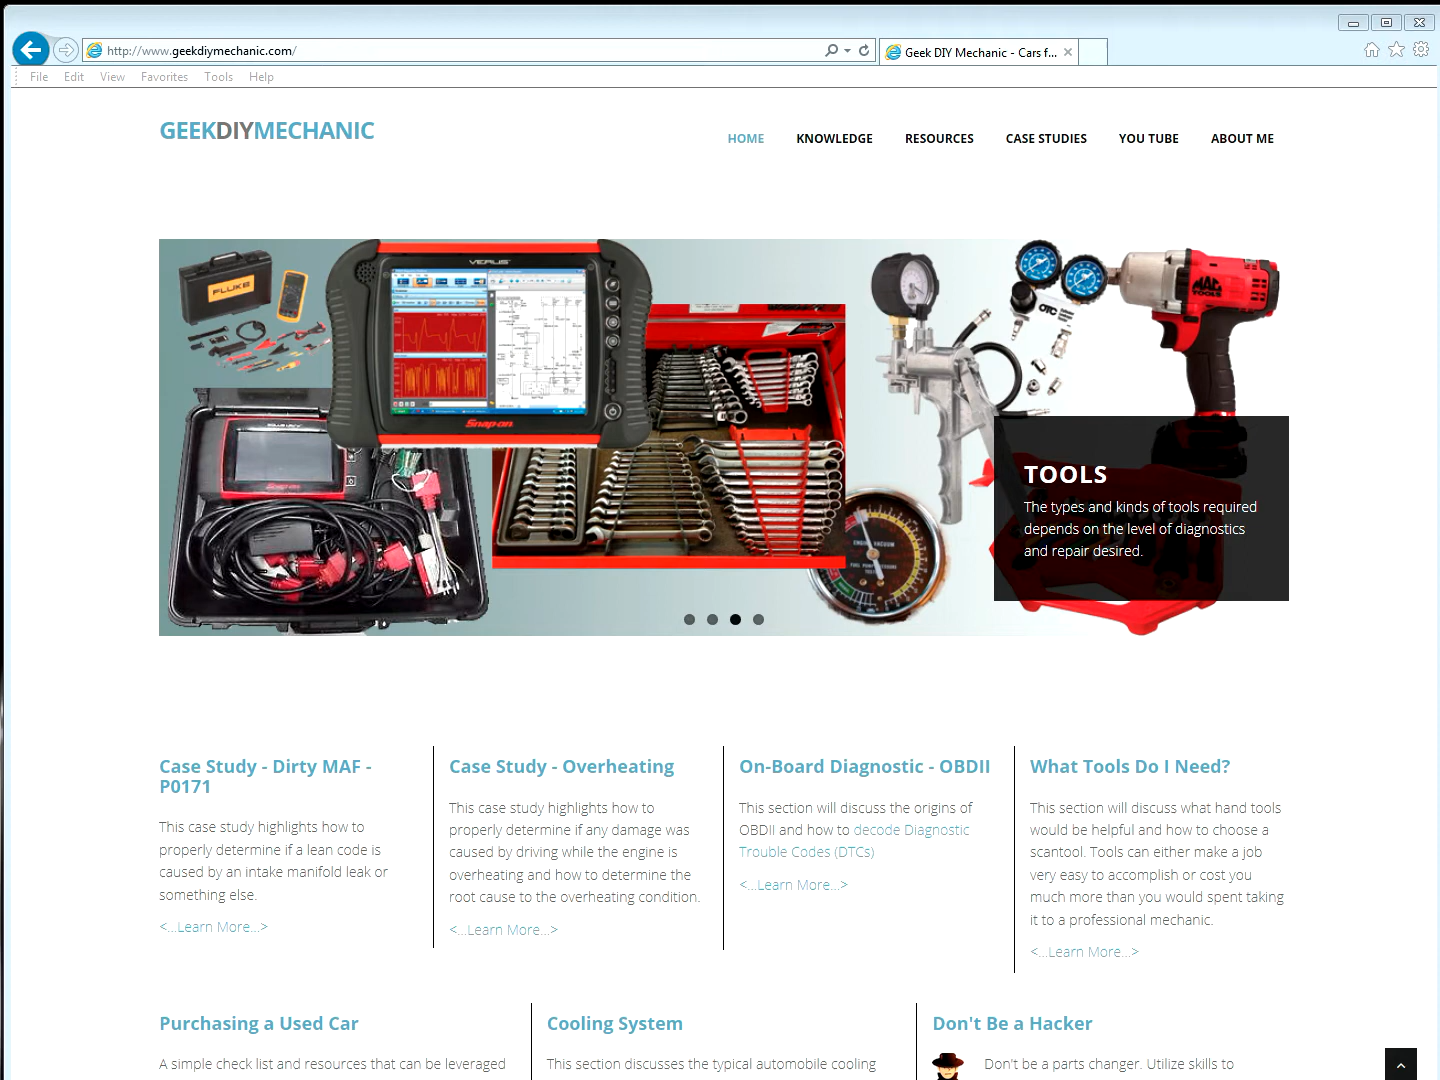 http://www.geekdiymechanic.com/
Geek DIY Mechanic - Cars f...
File Edit View Favorites Tools Help
GEEKDIYMECHANIC
HOME KNOWLEDGE RESOURCES CASE STUDIES YOU TUBE ABOUT ME
FLUKE
VERUS
Snap-on
MAC
TOOLS
OTC
ENGINE VACUUM
TOOLS
The types and kinds of tools required
depends on the level of diagnostics
and repair desired.
Case Study - Dirty MAF -
P0171
This case study highlights how to
properly determine if a lean code is
caused by an intake manifold leak or
something else.
<...Learn More...>
Case Study - Overheating
This case study highlights how to
properly determine if any damage was
caused by driving while the engine is
overheating and how to determine the
root cause to the overheating condition.
<...Learn More...>
On-Board Diagnostic - OBDII
This section will discuss the origins of
OBDII and how to decode Diagnostic
Trouble Codes (DTCs)
<...Learn More...>
What Tools Do I Need?
This section will discuss what hand tools
would be helpful and how to choose a
scantool. Tools can either make a job
very easy to accomplish or cost you
much more than you would spent taking
it to a professional mechanic.
<...Learn More...>
Purchasing a Used Car
A simple check list and resources that can be leveraged
Cooling System
This section discusses the typical automobile cooling
Don't Be a Hacker
Don't be a parts changer. Utilize skills to